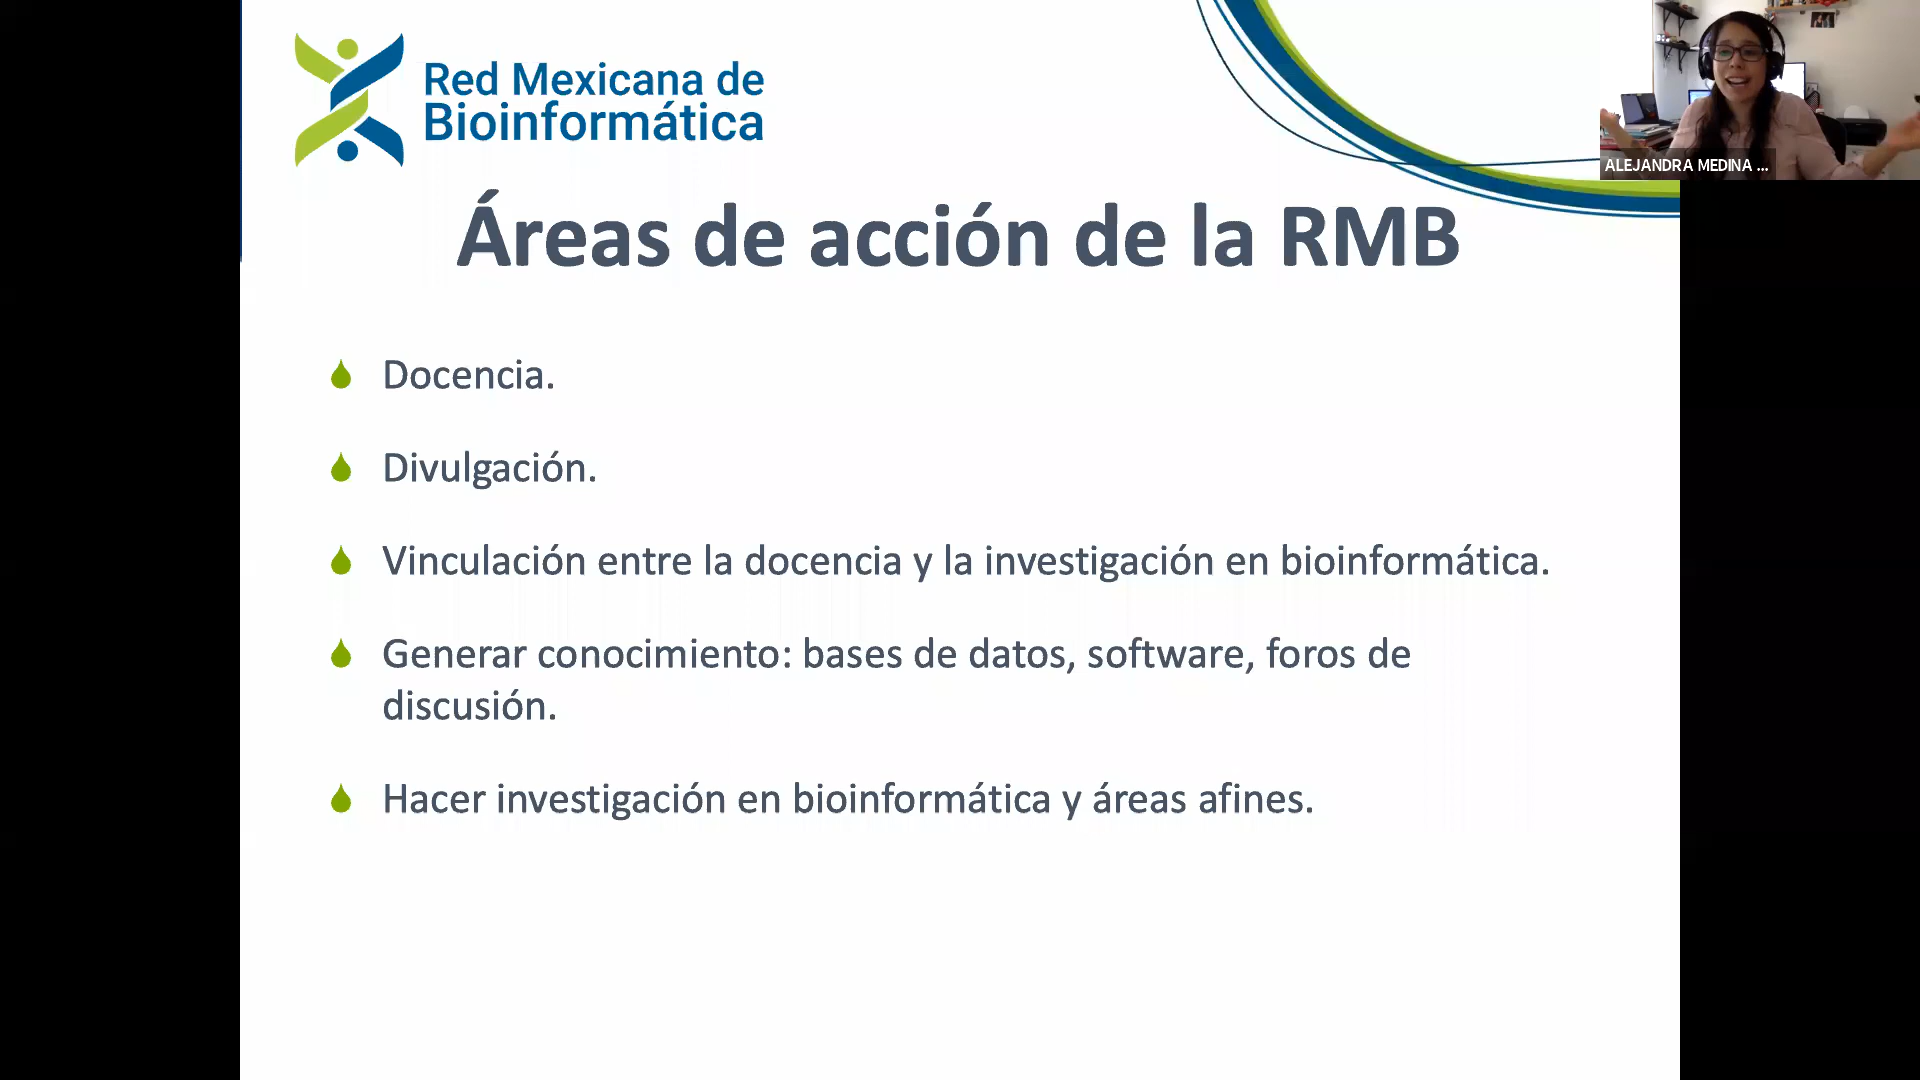 Red Mexicana de
Bioinformática
ALEJANDRA MEDINA ...
Áreas de acción de la RMB
Docencia.
Divulgación.
Vinculación entre la docencia y la investigación en bioinformática.
Generar conocimiento: bases de datos, software, foros de
discusión.
Hacer investigación en bioinformática y áreas afines.